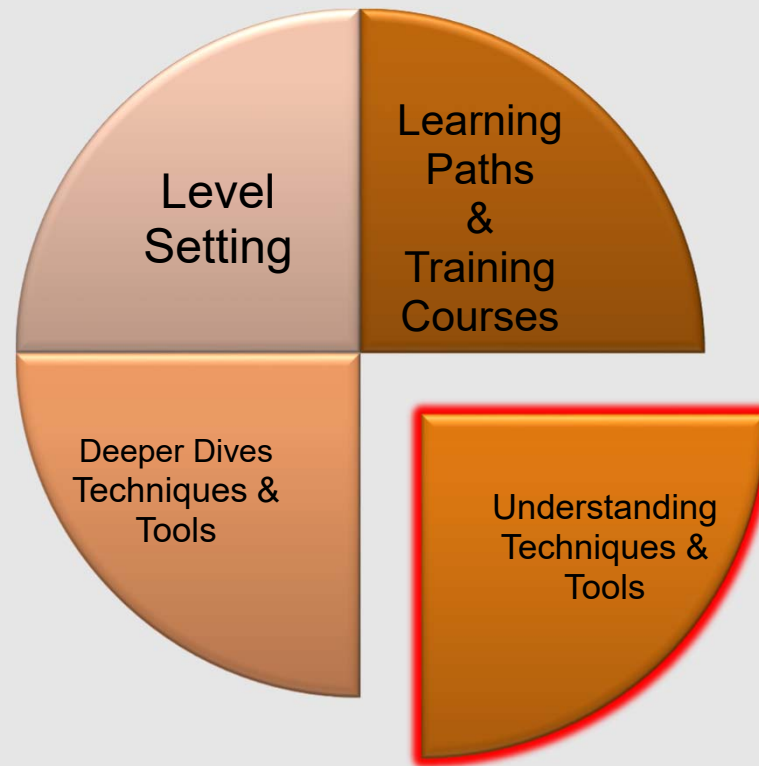 Level
Setting
Learning
Paths
&
Training
Courses
Deeper Dives
Techniques &
Tools
Understanding
Techniques &
Tools